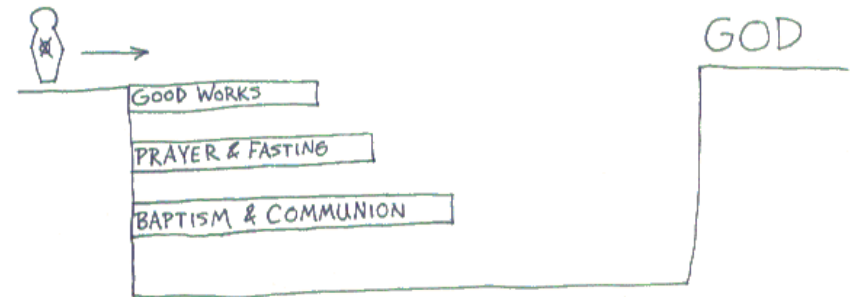 GOD
GOOD WORKS
PRAYER & FASTING
BAPTISM & COMMUNION